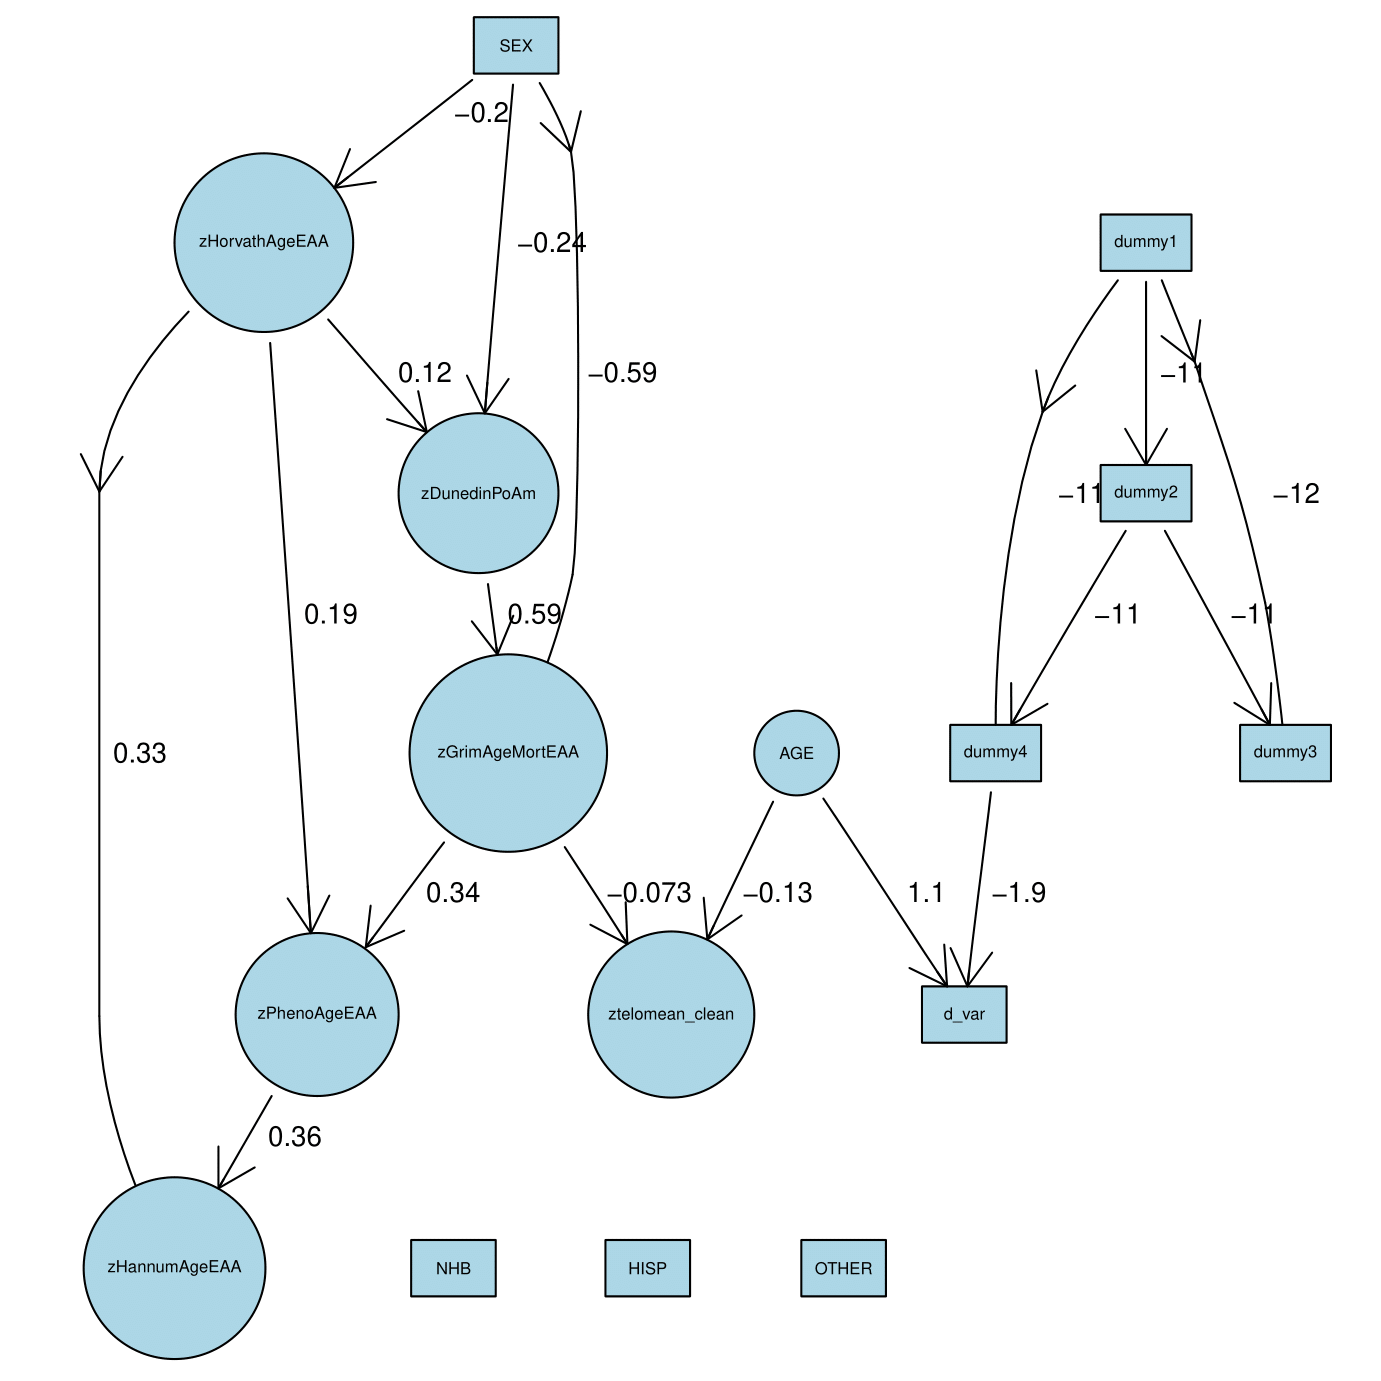 SEX
−0.2
zHorvathAgeEAA
−0.24
dummy1
0.12
−0.59
−11
zDunedinPoAm
−11
dummy2
−12
0.19
0.59
−11
−11
0.33
zGrimAgeMortEAA
AGE
dummy4
dummy3
0.34
−0.073
−0.13
1.1
−1.9
zPhenoAgeEAA
ztelomean_clean
d_var
0.36
zHannumAgeEAA
NHB
HISP
OTHER